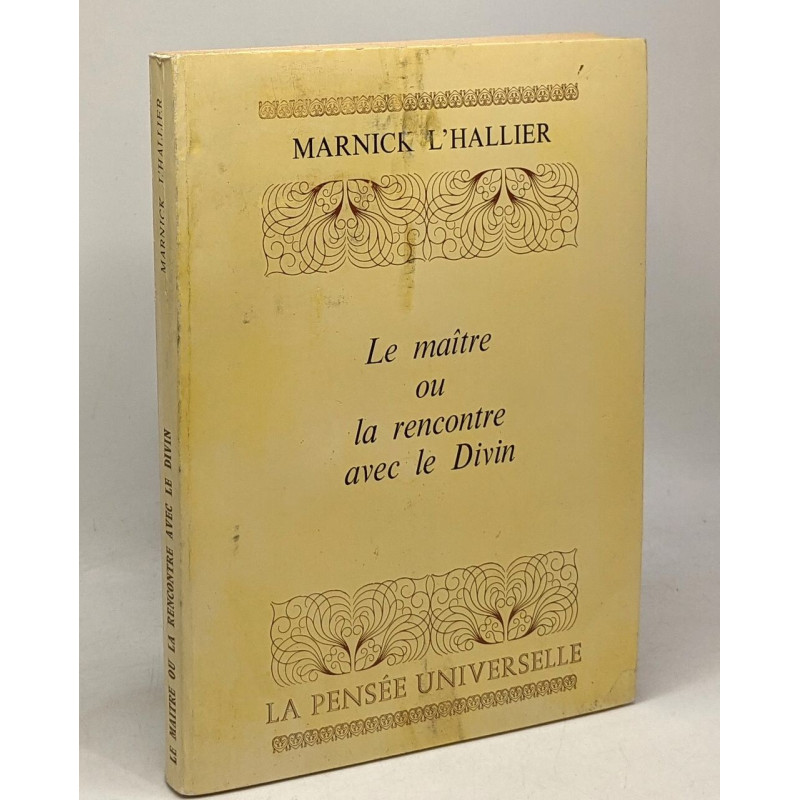 MARNICK L'HALLIER
Le maître
ou
la rencontre
avec le Divin
LA PENSÉE UNIVERSELLE
MARNICK L'HALLIER
LE MAITRE OU LA RENCONTRE AVEC LE DIVIN